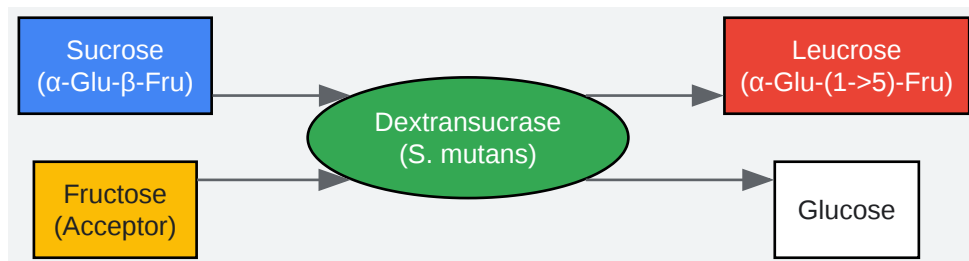 Sucrose
(α-Glu-β-Fru)
Leucrose
(α-Glu-(1->5)-Fru)
Dextransucrase
(S. mutans)
Fructose
(Acceptor)
Glucose